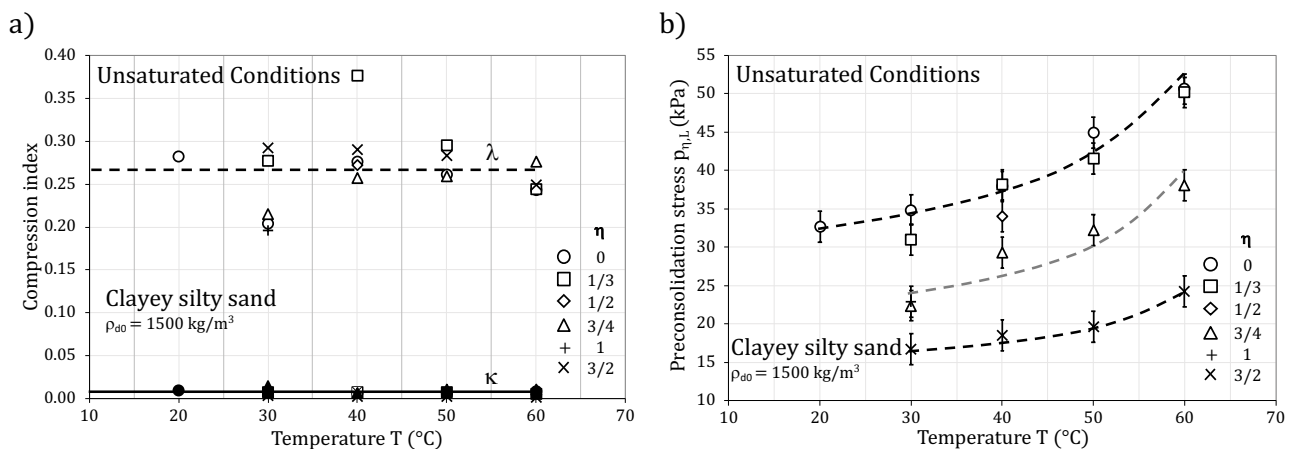 a)
Compression index
0.40
0.35
0.30
0.25
0.20
0.15
0.10
0.05
0.00
Unsaturated Conditions
λ
η
0
1/3
1/2
3/4
1
3/2
Clayey silty sand
ρd0 = 1500 kg/m³
κ
10 20 30 40 50 60 70
Temperature T (°C)
b)
Preconsolidation stress pη,L (kPa)
55
50
45
40
35
30
25
20
15
10
Unsaturated Conditions
η
0
1/3
1/2
3/4
1
3/2
Clayey silty sand
ρd0 = 1500 kg/m³
10 20 30 40 50 60 70
Temperature T (°C)